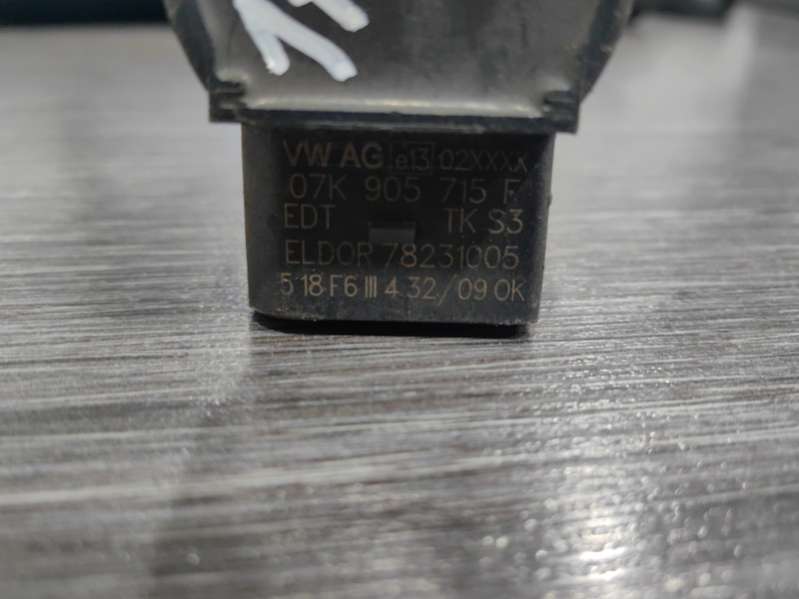 VW AG e13 02XXXX
07K 905 715 F
EDT TK S3
ELDOR 78231005
5 18 F6 III 4 32/09 OK